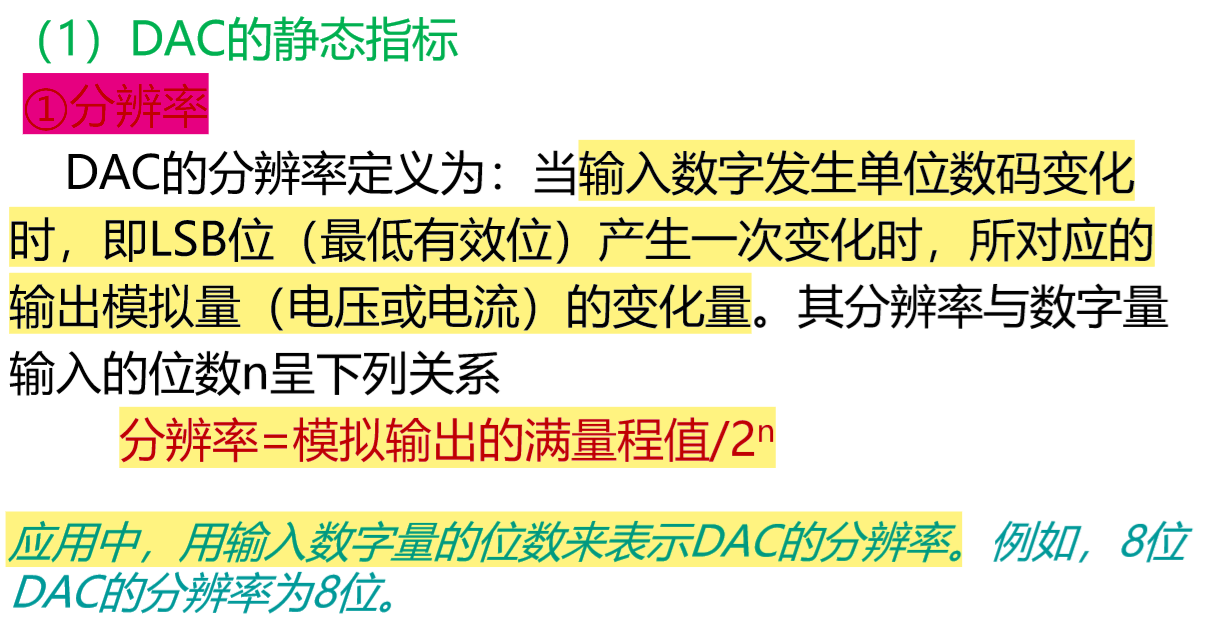 （1）DAC的静态指标
①分辨率
DAC的分辨率定义为：当输入数字发生单位数码变化
时，即LSB位（最低有效位）产生一次变化时，所对应的
输出模拟量（电压或电流）的变化量。其分辨率与数字量
输入的位数n呈下列关系
分辨率=模拟输出的满量程值/2ⁿ
应用中，用输入数字量的位数来表示DAC的分辨率。例如，8位
DAC的分辨率为8位。